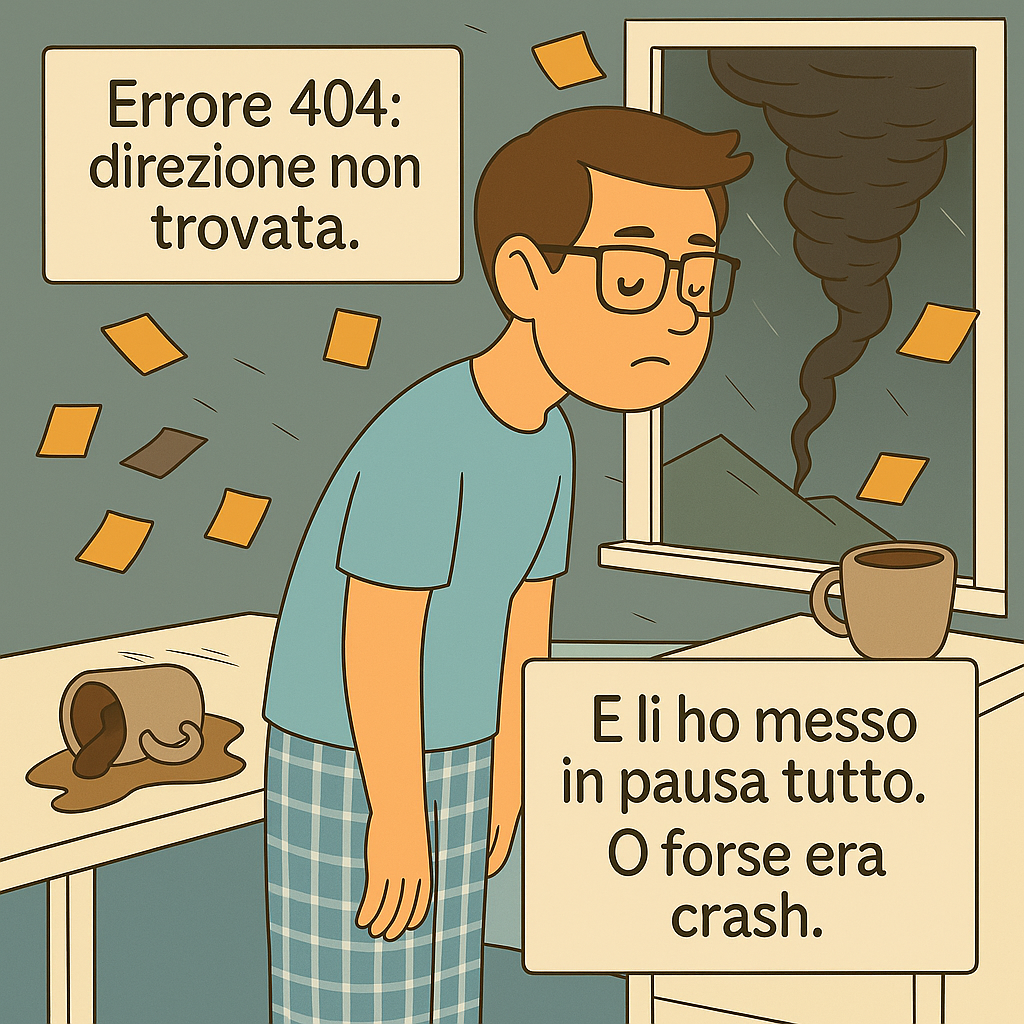 Errore 404:
direzione non
trovata.
E li ho messo
in pausa tutto.
O forse era
crash.